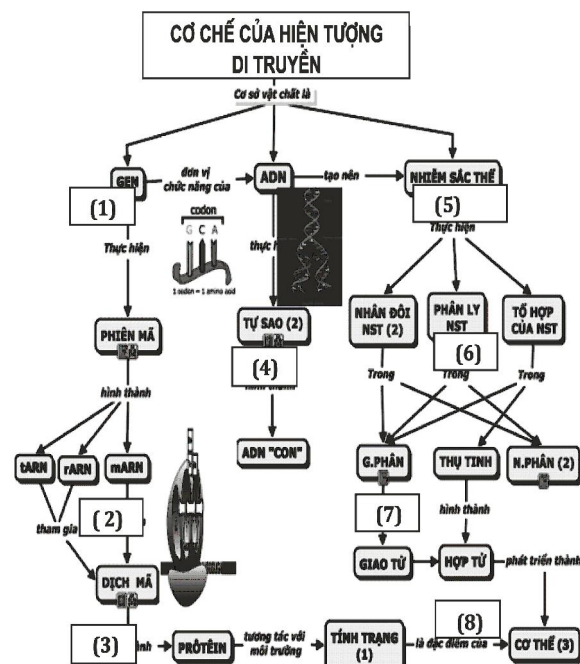 CƠ CHẾ CỦA HIỆN TƯỢNG
DI TRUYỀN
Cơ sở vật chất là
GEN
đơn vị
chức năng của
ADN
tạo nên
NHIỄM SẮC THỂ
(1)
(5)
codon
G C A
1 codon = 1 amino acid
Thực hiện
thực
Thực hiện
PHIÊN MÃ
TỰ SAO (2)
NHÂN ĐÔI
NST (2)
PHÂN LY
NST
TỔ HỢP
CỦA NST
(4)
(6)
hình thành
Trong
Trong
Trong
tARN
rARN
mARN
ADN "CON"
G.PHÂN
THỤ TINH
N.PHÂN (2)
tham gia
(2)
(7)
hình thành
DỊCH MÃ
GIAO TỬ
HỢP TỬ
phát triển thành
(3)
PRÔTÊIN
tương tác với
môi trường
TÍNH TRẠNG
(1)
(8)
là đặc điểm của
CƠ THỂ (3)